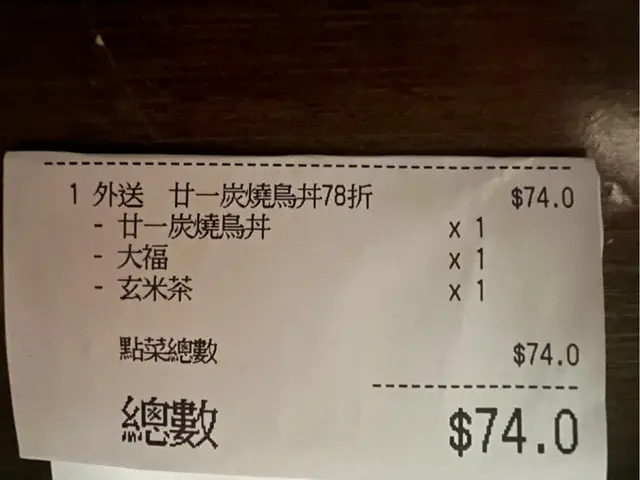 1 外送 廿一炭燒鳥丼78折 $74.0
- 廿一炭燒鳥丼 x 1
- 大福 x 1
- 玄米茶 x 1
點菜總數 $74.0
總數 $74.0